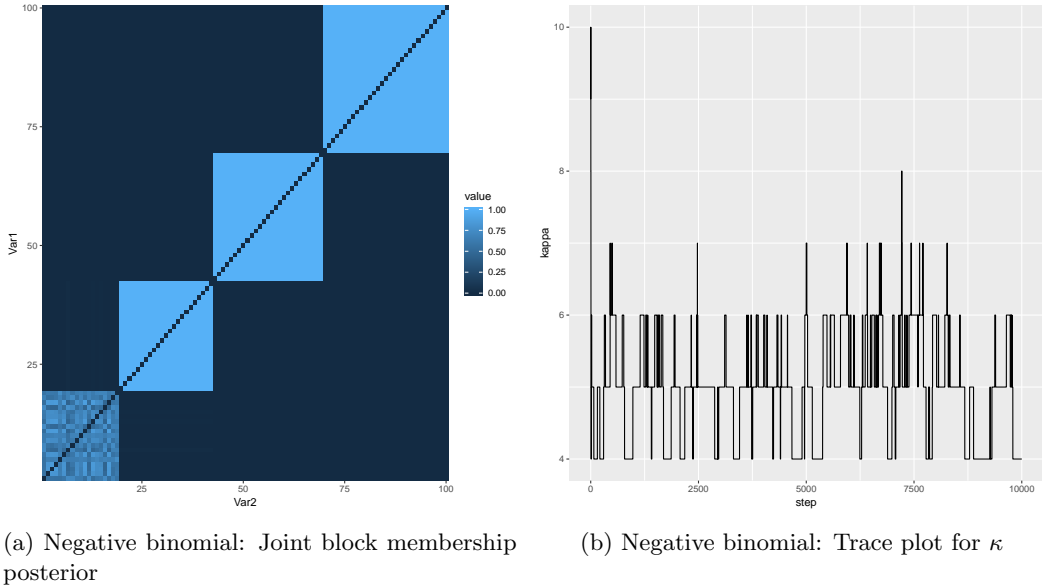 100
75
50
25
Var1
25
50
75
100
Var2
value
1.00
0.75
0.50
0.25
0.00
10
8
6
4
kappa
0
2500
5000
7500
10000
step
(a) Negative binomial: Joint block membership
posterior
(b) Negative binomial: Trace plot for κ